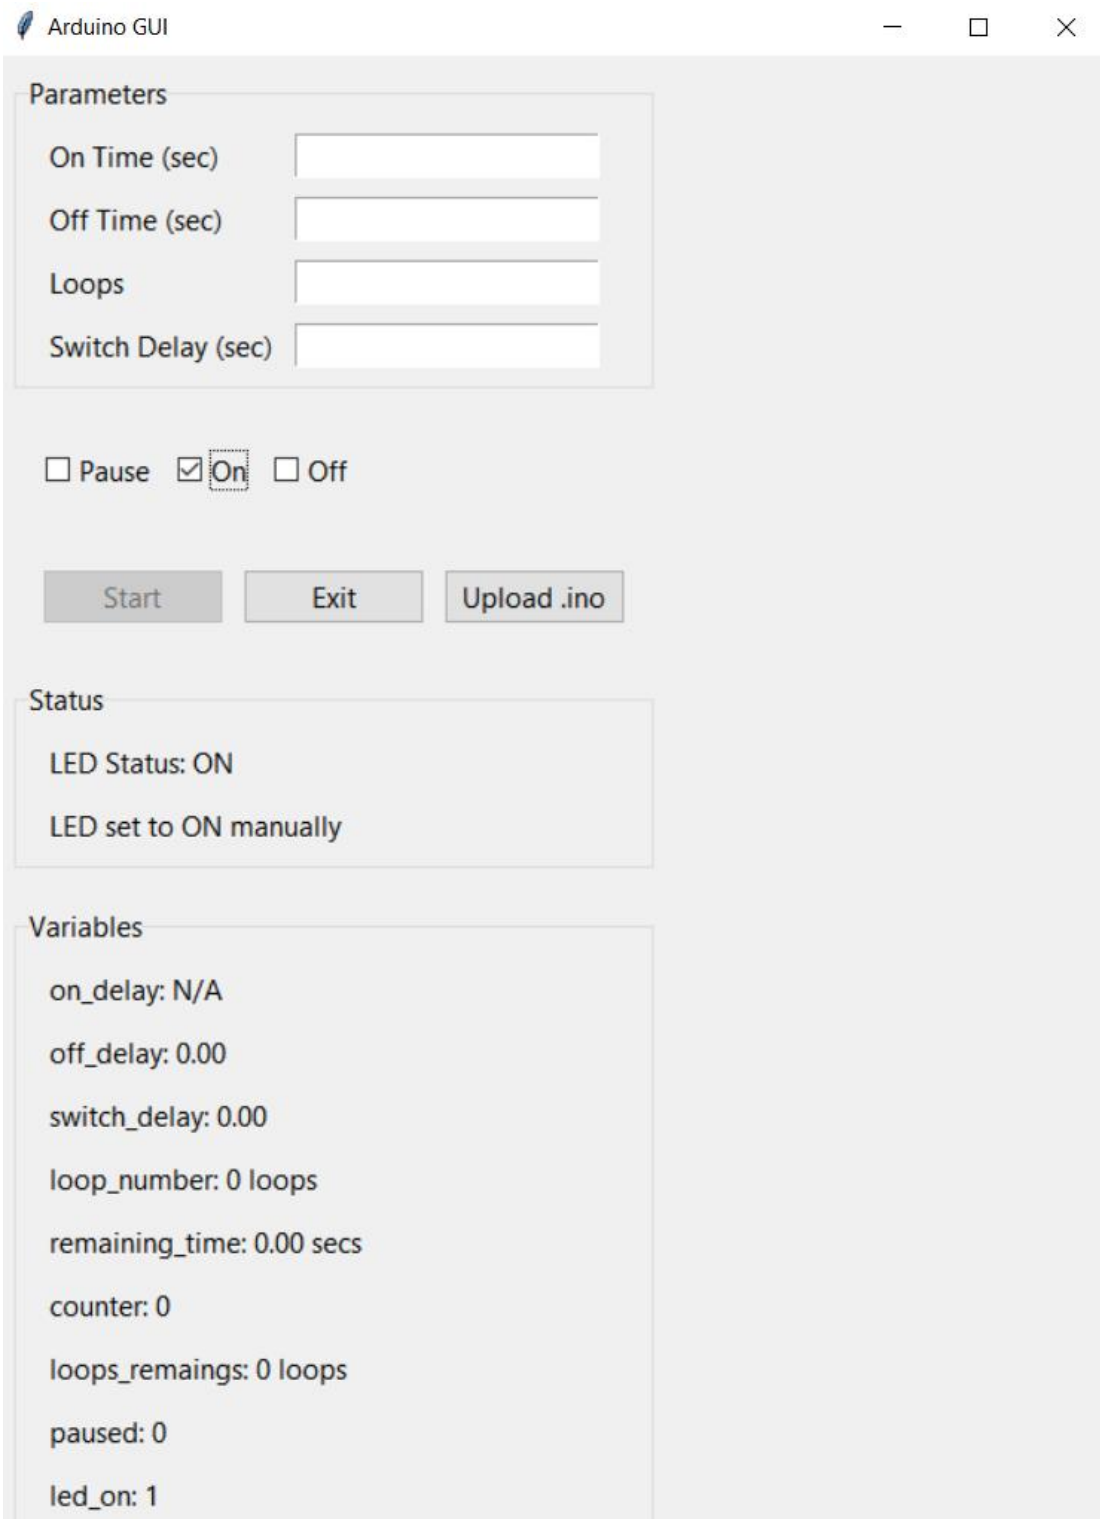 Arduino GUI
Parameters
On Time (sec)
Off Time (sec)
Loops
Switch Delay (sec)
Pause On Off
Start Exit Upload .ino
Status
LED Status: ON
LED set to ON manually
Variables
on_delay: N/A
off_delay: 0.00
switch_delay: 0.00
loop_number: 0 loops
remaining_time: 0.00 secs
counter: 0
loops_remaings: 0 loops
paused: 0
led_on: 1